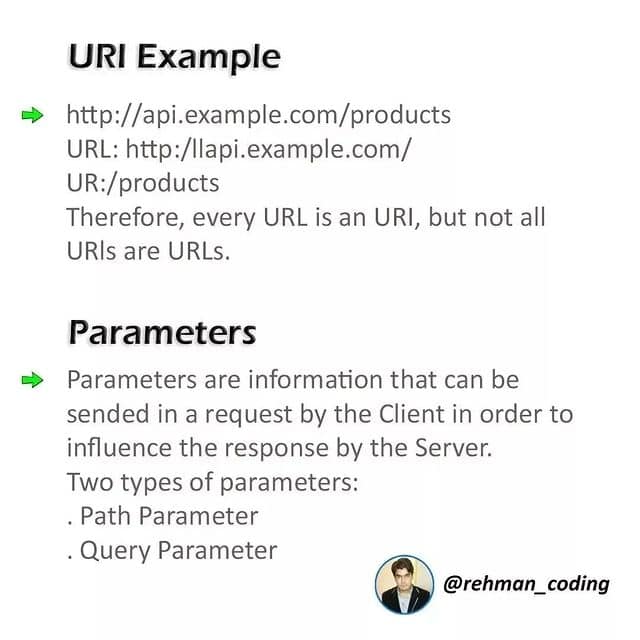 URI Example
http://api.example.com/products
URL: http:/llapi.example.com/
UR:/products
Therefore, every URL is an URI, but not all
URIs are URLs.
Parameters
Parameters are information that can be
sended in a request by the Client in order to
influence the response by the Server.
Two types of parameters:
. Path Parameter
. Query Parameter
@rehman_coding